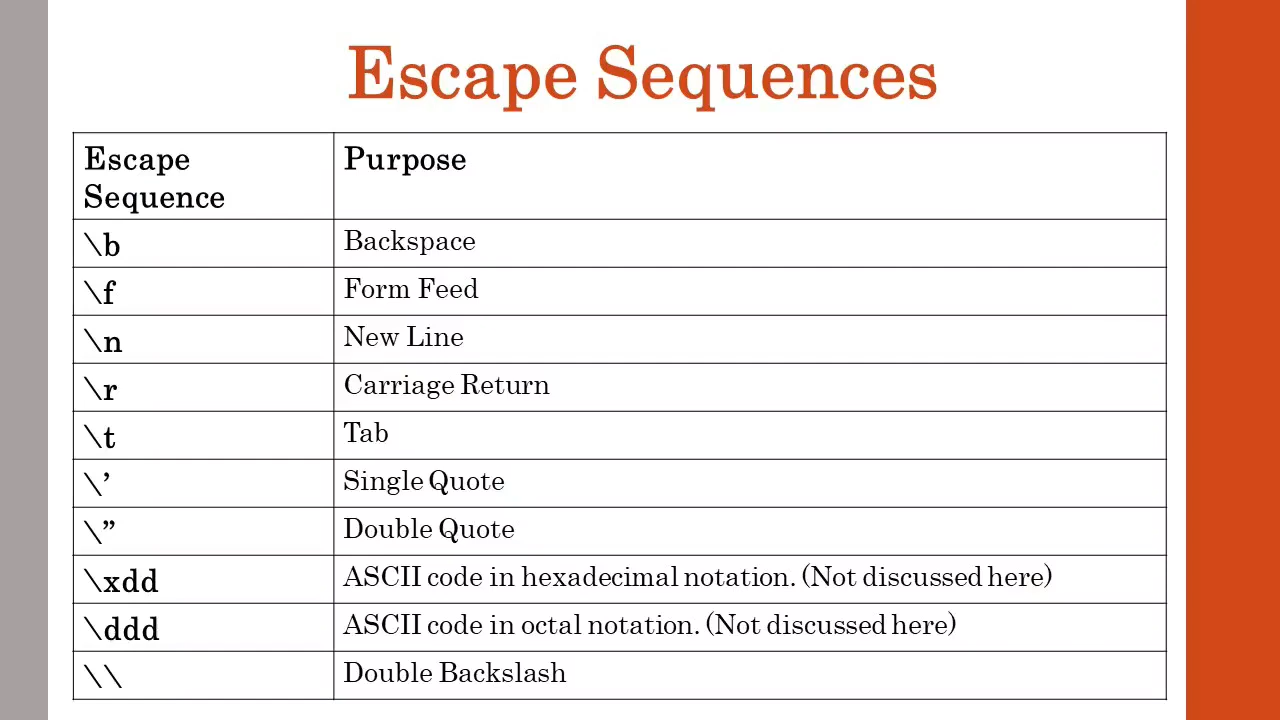 Escape Sequences
Escape Purpose
Sequence
\b Backspace
\f Form Feed
\n New Line
\r Carriage Return
\t Tab
\’ Single Quote
\” Double Quote
\xdd ASCII code in hexadecimal notation. (Not discussed here)
\ddd ASCII code in octal notation. (Not discussed here)
\\ Double Backslash